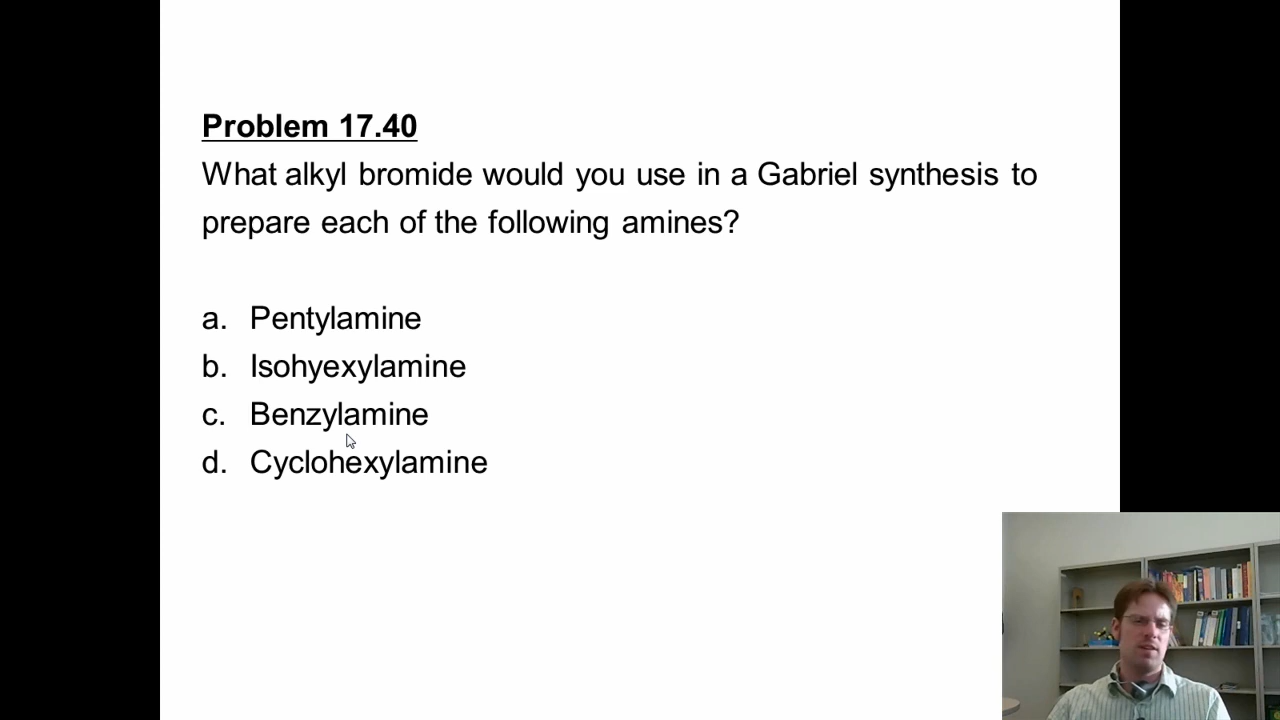 Problem 17.40
What alkyl bromide would you use in a Gabriel synthesis to
prepare each of the following amines?
a. Pentylamine
b. Isohyexylamine
c. Benzylamine
d. Cyclohexylamine